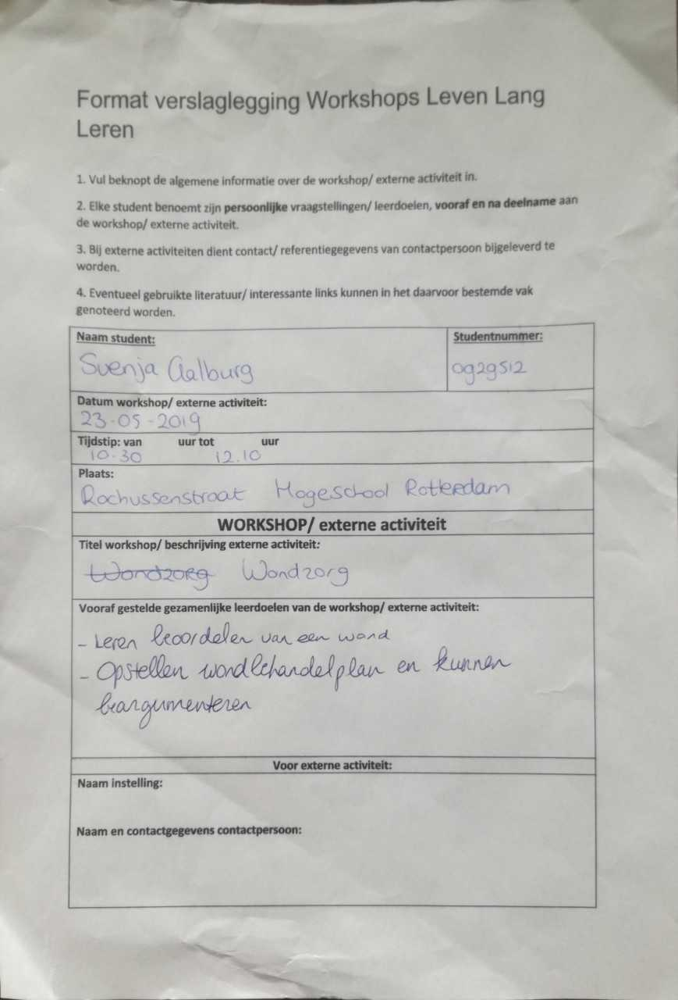 Format verslaglegging Workshops Leven Lang
Leren
1. Vul beknopt de algemene informatie over de workshop/ externe activiteit in.
2. Elke student benoemt zijn persoonlijke vraagstellingen/ leerdoelen, vooraf en na deelname aan
de workshop/ externe activiteit.
3. Bij externe activiteiten dient contact/ referentiegegevens van contactpersoon bijgeleverd te
worden.
4. Eventueel gebruikte literatuur/ interessante links kunnen in het daarvoor bestemde vak
genoteerd worden.
Naam student: Studentnummer:
Svenja Aalburg 0929512
Datum workshop/ externe activiteit:
23-05-2019
Tijdstip: van uur tot uur
10.30 12.10
Plaats:
Rochussenstraat Hogeschool Rotterdam
WORKSHOP/ externe activiteit
Titel workshop/ beschrijving externe activiteit:
Wondzorg Wondzorg
Vooraf gestelde gezamenlijke leerdoelen van de workshop/ externe activiteit:
- Leren beoordelen van een wond
- Opstellen wondbehandelplan en kunnen
beargumenteren
Voor externe activiteit:
Naam instelling:
Naam en contactgegevens contactpersoon: